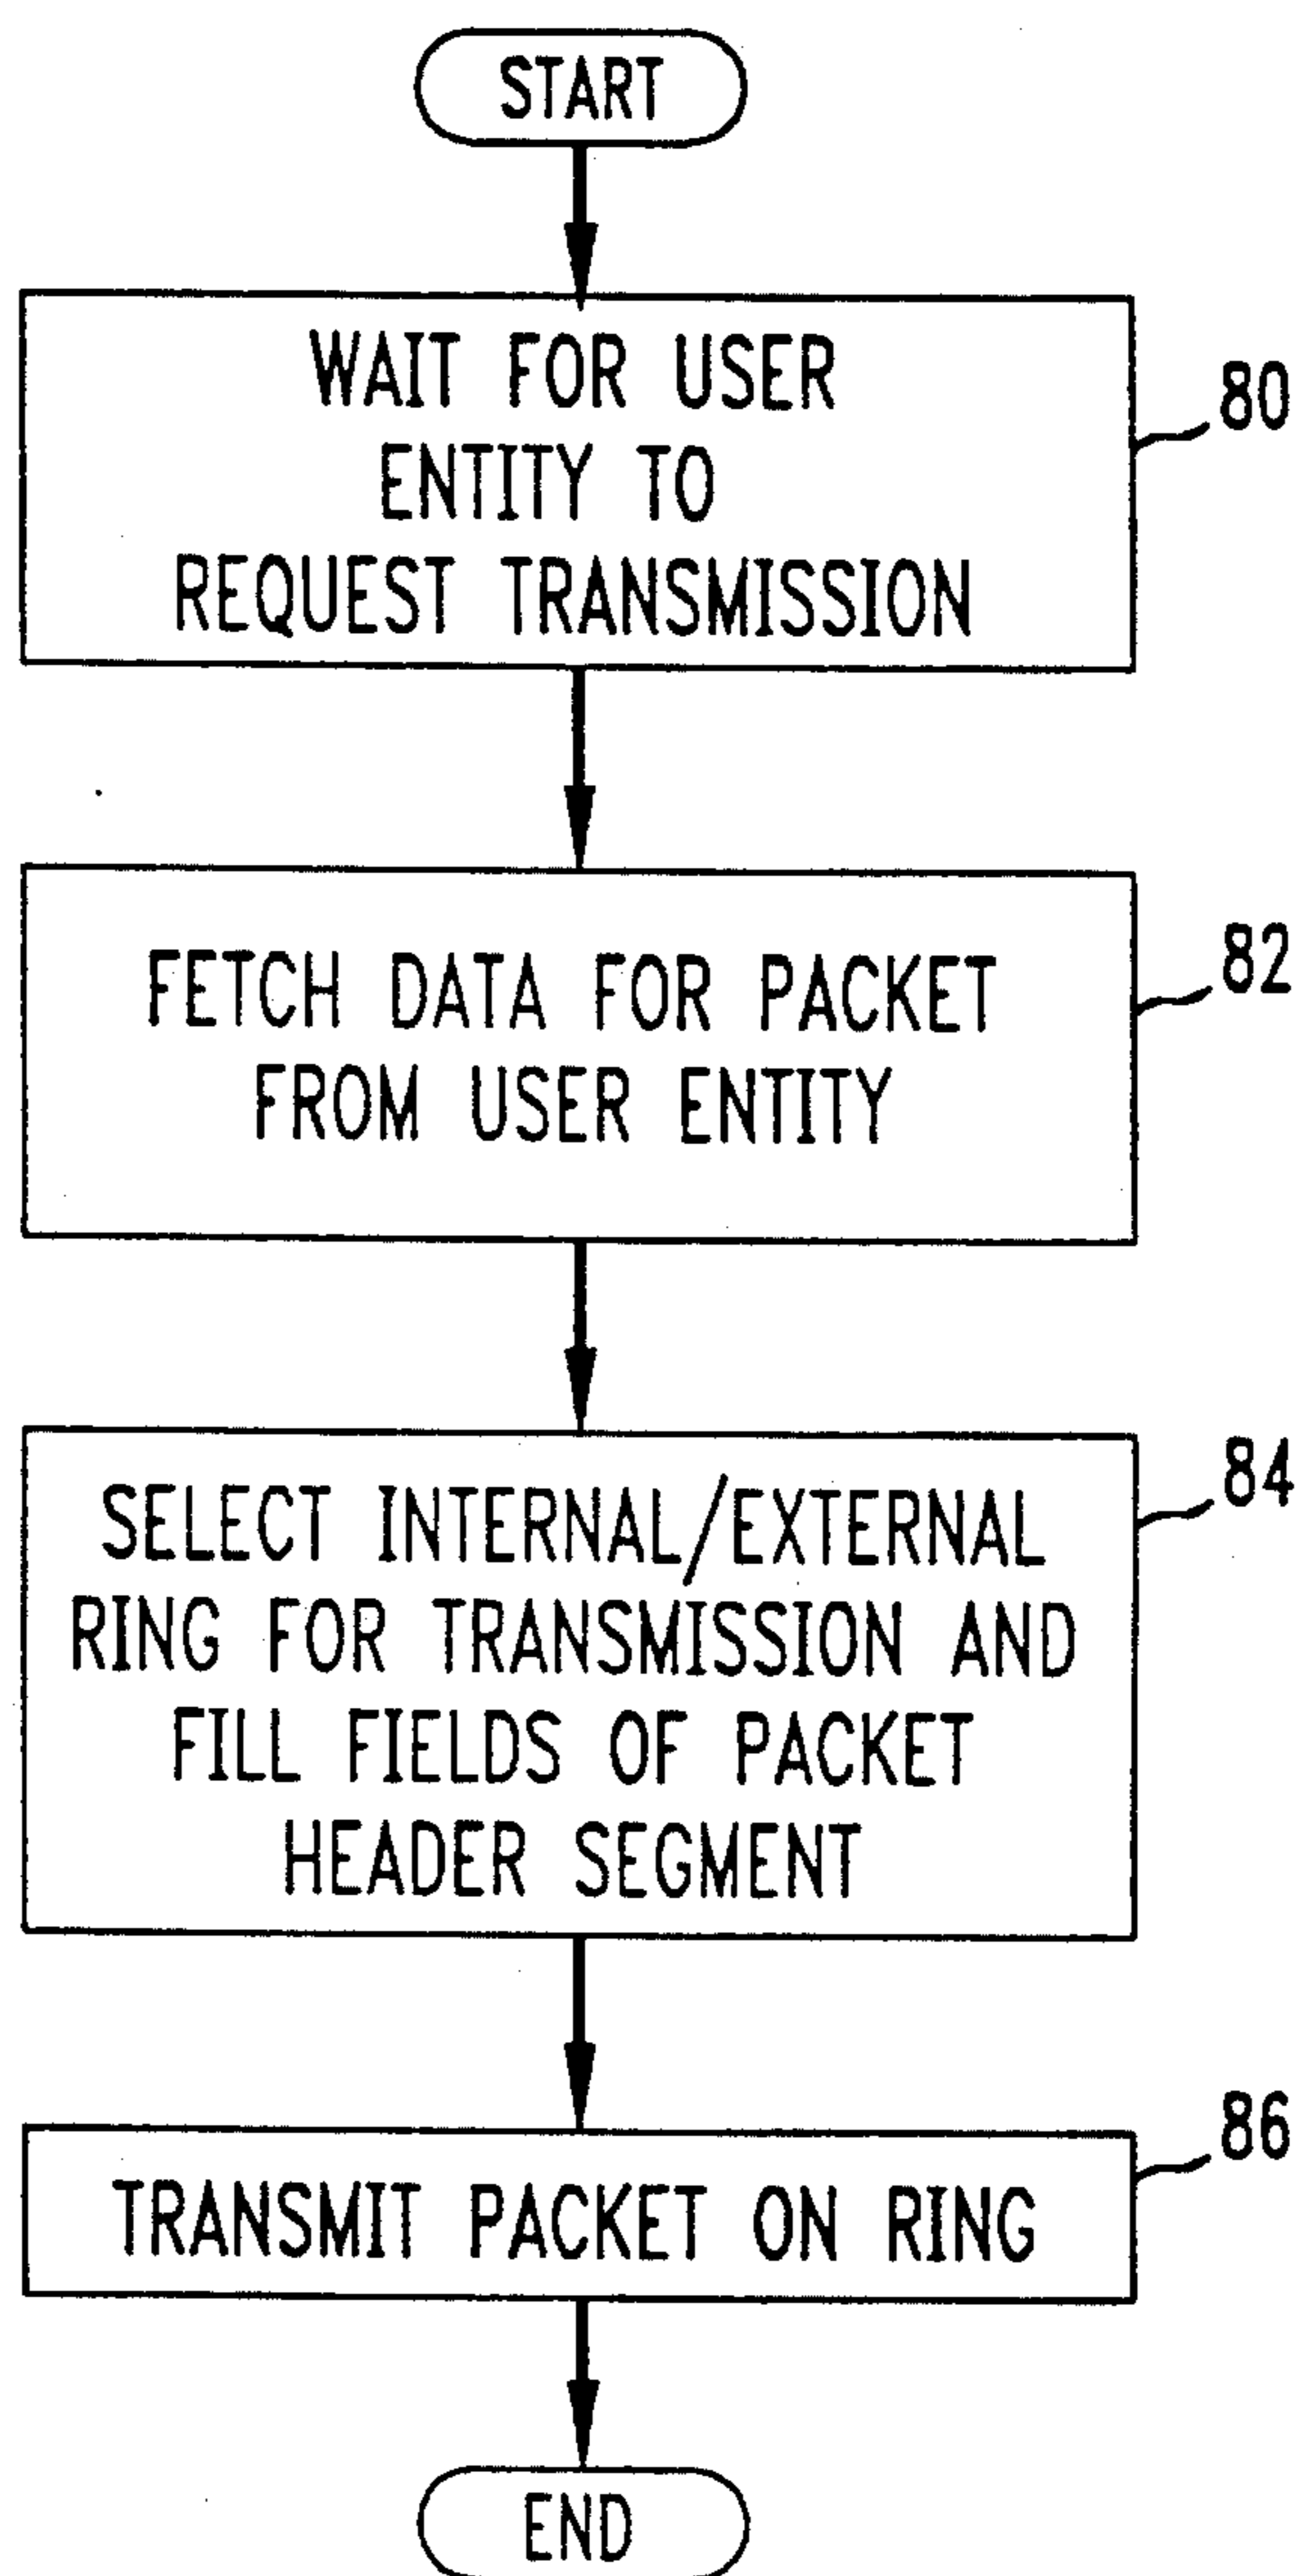 START
WAIT FOR USER
ENTITY TO
REQUEST TRANSMISSION
80
FETCH DATA FOR PACKET
FROM USER ENTITY
82
SELECT INTERNAL/EXTERNAL
RING FOR TRANSMISSION AND
FILL FIELDS OF PACKET
HEADER SEGMENT
84
TRANSMIT PACKET ON RING
86
END